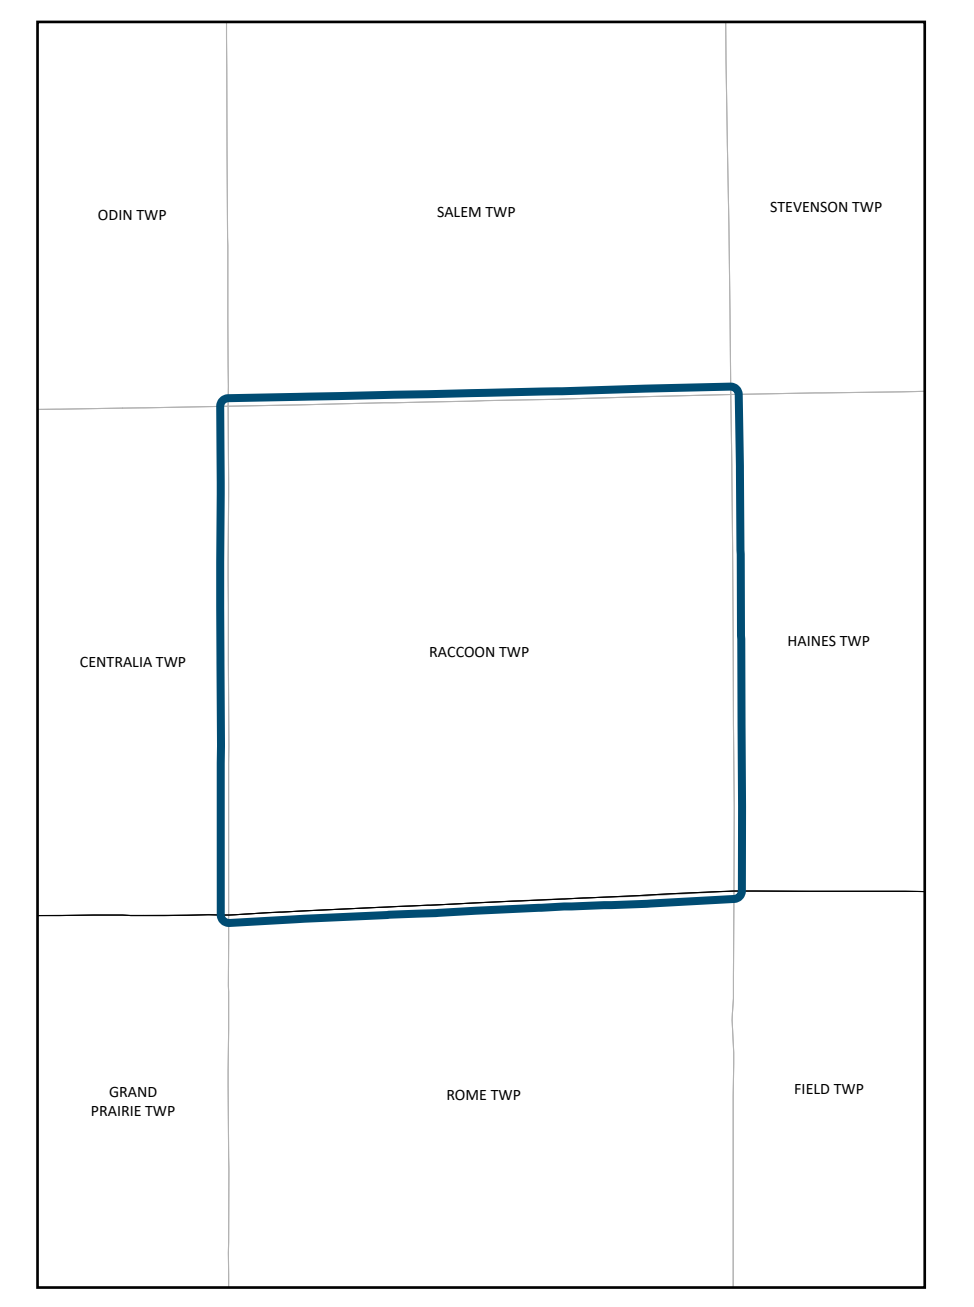 ODIN TWP
SALEM TWP
STEVENSON TWP
CENTRALIA TWP
RACCOON TWP
HAINES TWP
GRAND
PRAIRIE TWP
ROME TWP
FIELD TWP